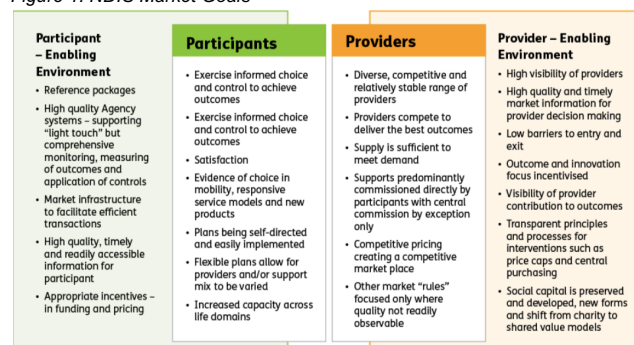 Figure 1: NDIS Market Goals
Participant
– Enabling
Environment
• Reference packages
• High quality Agency
systems – supporting
“light touch” but
comprehensive
monitoring, measuring
of outcomes and
application of controls
• Market infrastructure
to facilitate efficient
transactions
• High quality, timely
and readily accessible
information for
participant
• Appropriate incentives –
in funding and pricing
Participants
• Exercise informed choice
and control to achieve
outcomes
• Exercise informed choice
and control to achieve
outcomes
• Satisfaction
• Evidence of choice in
mobility, responsive
service models and new
products
• Plans being self-directed
and easily implemented
• Flexible plans allow for
providers and/or support
mix to be varied
• Increased capacity across
life domains
Providers
• Diverse, competitive and
relatively stable range of
providers
• Providers compete to
deliver the best outcomes
• Supply is sufficient to
meet demand
• Supports predominantly
commissioned directly by
participants with central
commission by exception
only
• Competitive pricing
creating a competitive
market place
• Other market “rules”
focused only where
quality not readily
observable
Provider – Enabling
Environment
• High visibility of providers
• High quality and timely
market information for
provider decision making
• Low barriers to entry and
exit
• Outcome and innovation
focus incentivised
• Visibility of provider
contribution to outcomes
• Transparent principles
and processes for
interventions such as
price caps and central
purchasing
• Social capital is preserved
and developed, new forms
and shift from charity to
shared value models